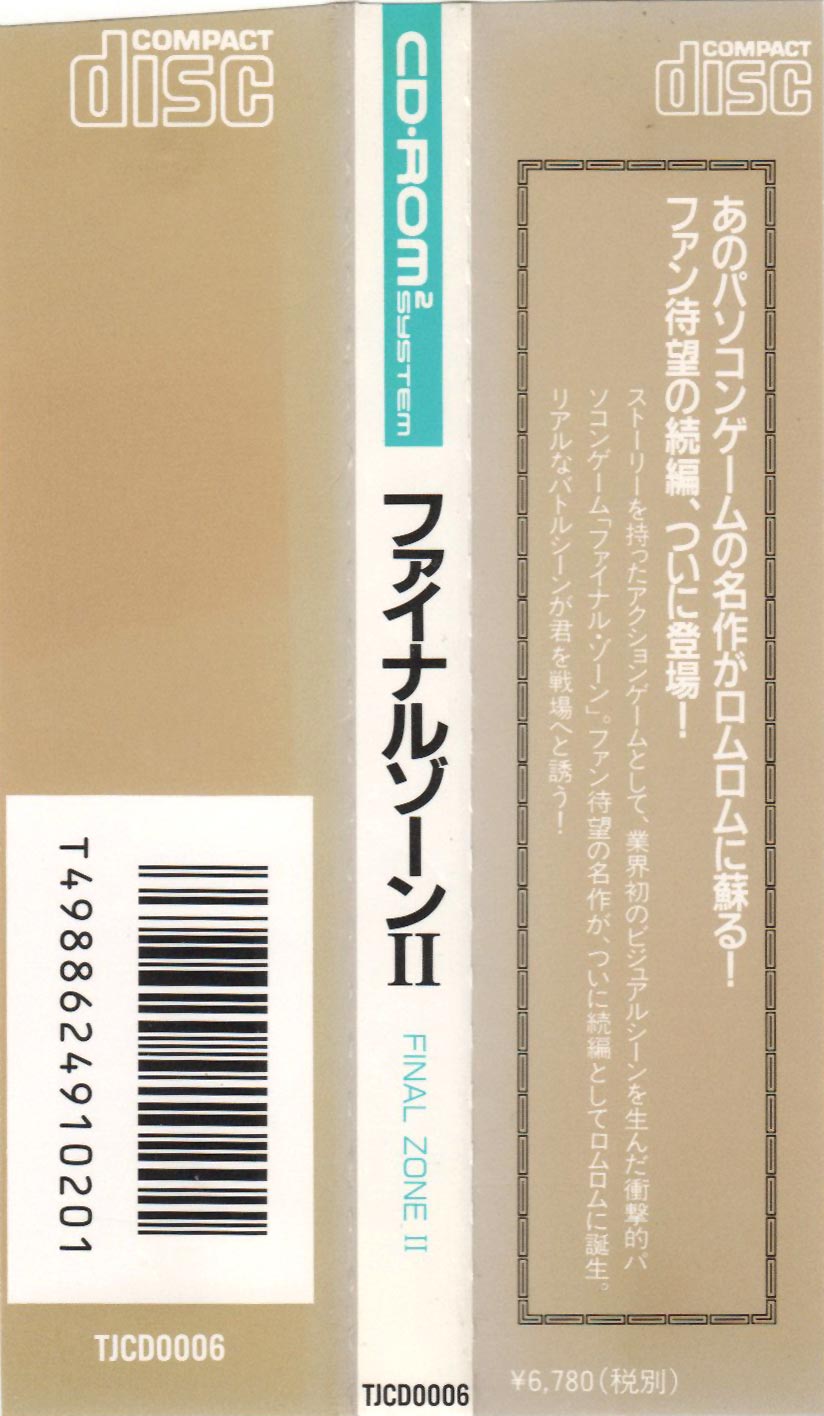 COMPACT
disc
T4988624910201
TJCD0006
CD・ROM²
SYSTEM
ファイナルゾーンII
FINAL ZONE II
TJCD0006
COMPACT
disc
あのパソコンゲームの名作がロムロムに蘇る!
ファン待望の続編、ついに登場!
ストーリーを持ったアクションゲームとして、業界初のビジュアルシーンを生んだ衝撃的パ
ソコンゲーム「ファイナル・ゾーン」。ファン待望の名作が、ついに続編としてロムロムに誕生。
リアルなバトルシーンが君を戦場へと誘う!
¥6,780(税別)